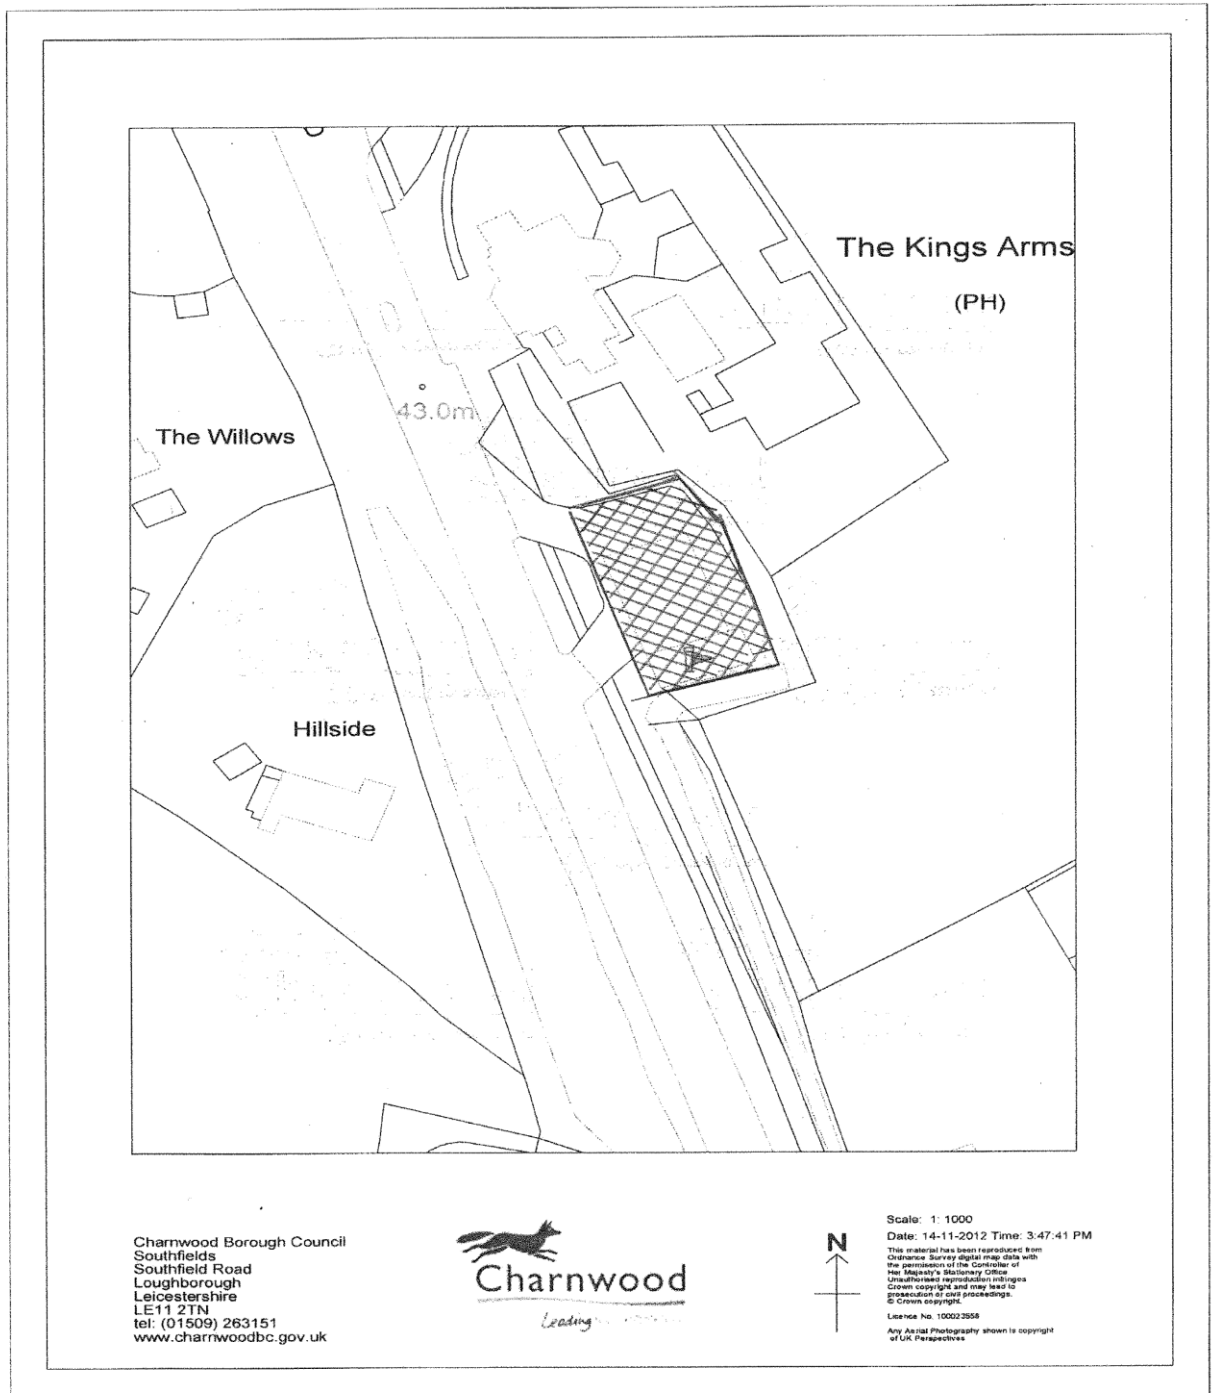 The Kings Arms
(PH)
43.0m
The Willows
Hillside
Charnwood Borough Council
Southfields
Southfield Road
Loughborough
Leicestershire
LE11 2TN
tel: (01509) 263151
www.charnwoodbc.gov.uk
Charnwood
Leading
N
Scale: 1: 1000
Date: 14-11-2012 Time: 3:47:41 PM
This material has been reproduced from
Ordnance Survey digital map data with
the permission of the Controller of
Her Majesty's Stationary Office
Unauthorised reproduction infringes
Crown copyright and may lead to
prosecution or civil proceedings.
© Crown copyright.
Licence No. 100023558
Any Aerial Photography shown is copyright
of UK Perspectives